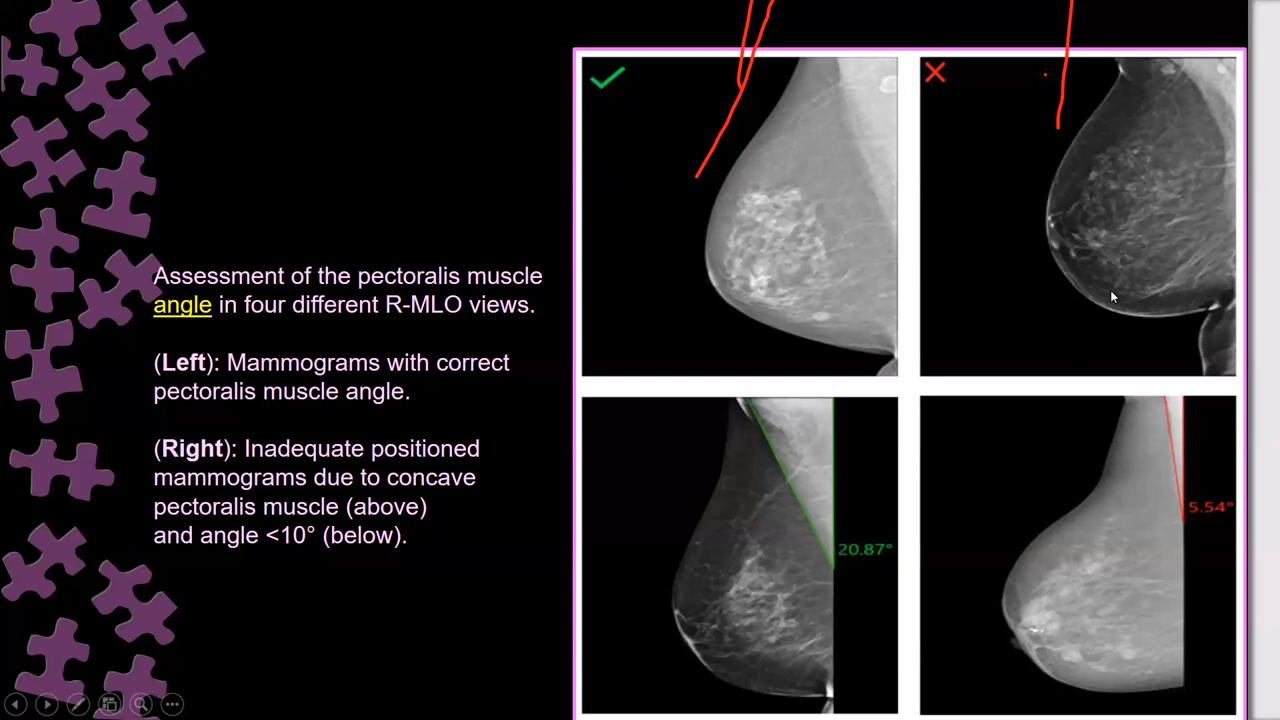 Assessment of the pectoralis muscle
angle in four different R-MLO views.
(Left): Mammograms with correct
pectoralis muscle angle.
(Right): Inadequate positioned
mammograms due to concave
pectoralis muscle (above)
and angle <10° (below).
20.87°
5.54°